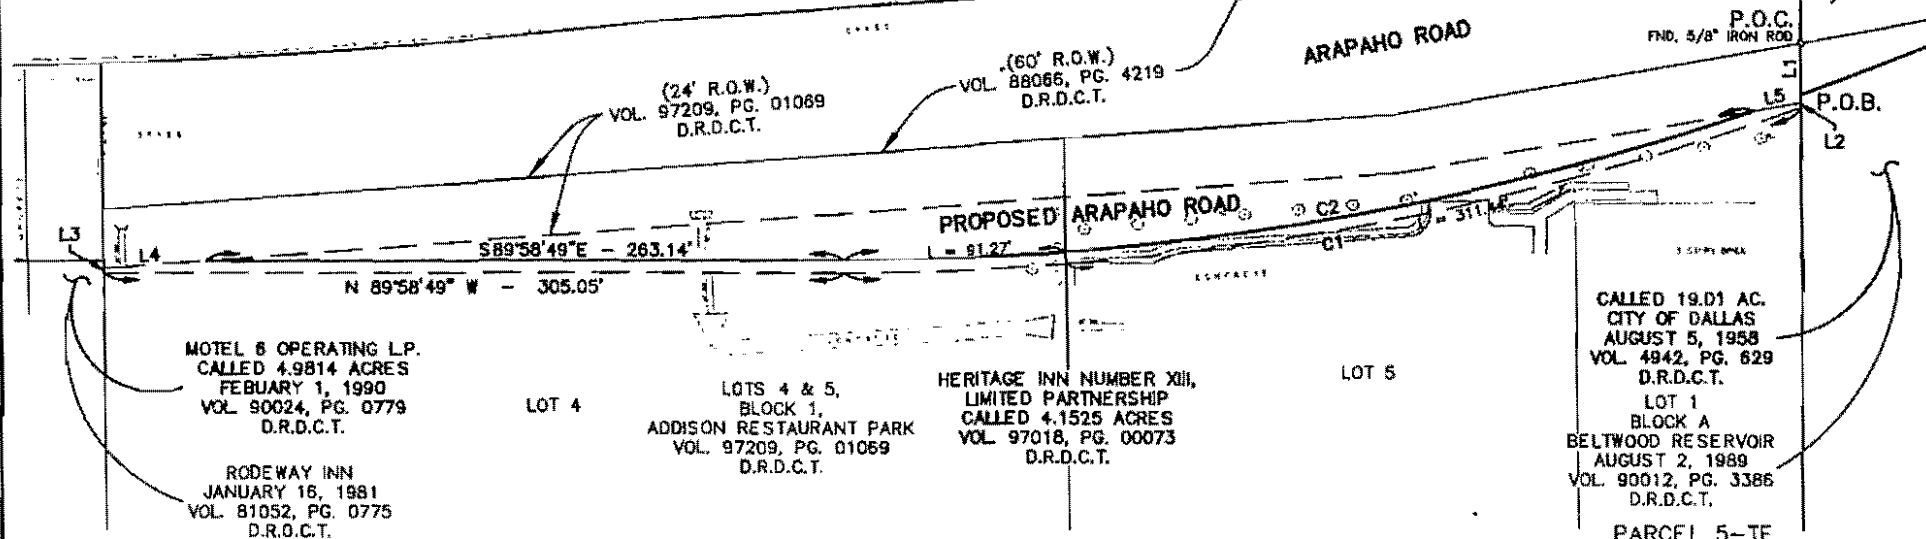 P.O.C.
FND. 5/8" IRON ROD
ARAPAHO ROAD
L1
(60' R.O.W.)
VOL. 88066, PG. 4219
D.R.D.C.T.
(24' R.O.W.)
VOL. 97209, PG. 01069
D.R.D.C.T.
L5
P.O.B.
L2
PROPOSED ARAPAHO ROAD
C2
= 311.
C1
L3
L4
S89°58'49"E - 263.14'
L = 91.27'
N 89°58'49" W - 305.05'
MOTEL 6 OPERATING L.P.
CALLED 4.9814 ACRES
FEBUARY 1, 1990
VOL. 90024, PG. 0779
D.R.D.C.T.
RODEWAY INN
JANUARY 16, 1981
VOL. 81052, PG. 0775
D.R.D.C.T.
LOT 4
LOTS 4 & 5,
BLOCK 1,
ADDISON RESTAURANT PARK
VOL. 97209, PG. 01069
D.R.D.C.T.
HERITAGE INN NUMBER XIII,
LIMITED PARTNERSHIP
CALLED 4.1525 ACRES
VOL. 97018, PG. 00073
D.R.D.C.T.
LOT 5
CALLED 19.01 AC.
CITY OF DALLAS
AUGUST 5, 1958
VOL. 4942, PG. 629
D.R.D.C.T.
LOT 1
BLOCK A
BELTWOOD RESERVOIR
AUGUST 2, 1989
VOL. 90012, PG. 3386
D.R.D.C.T.
PARCEL 5-TE